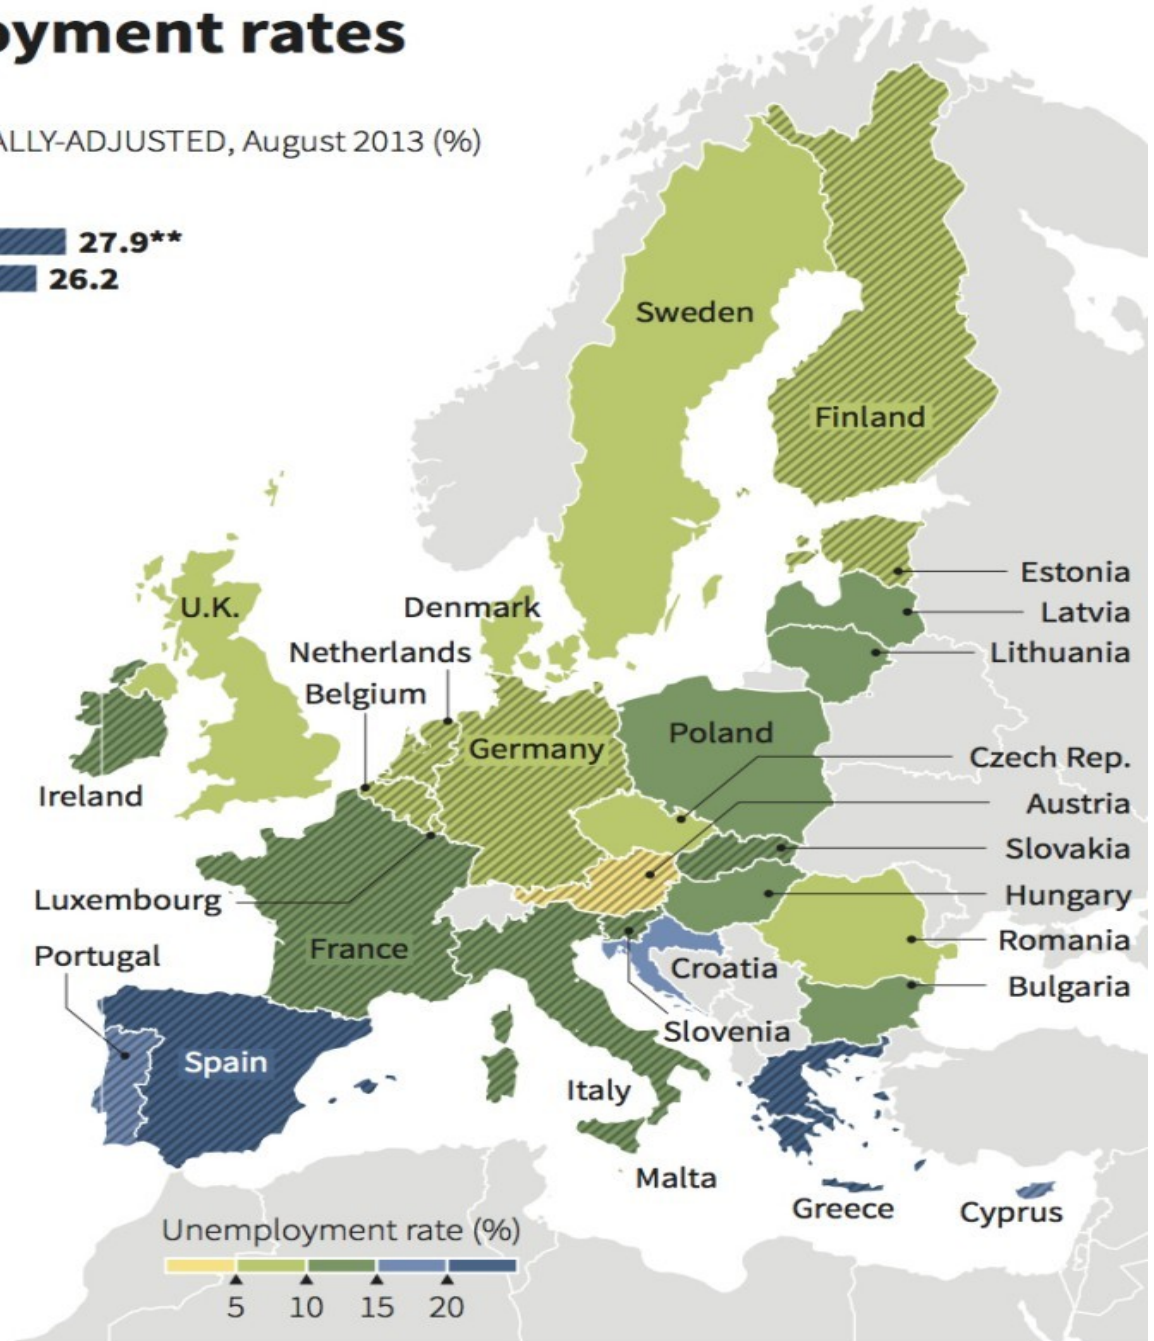 oyment rates
ALLY-ADJUSTED, August 2013 (%)
27.9**
26.2
Sweden
Finland
Estonia
U.K.
Denmark
Latvia
Netherlands
Lithuania
Belgium
Poland
Germany
Czech Rep.
Ireland
Austria
Slovakia
Luxembourg
Hungary
France
Romania
Portugal
Croatia
Bulgaria
Slovenia
Spain
Italy
Malta
Greece
Cyprus
Unemployment rate (%)
5 10 15 20